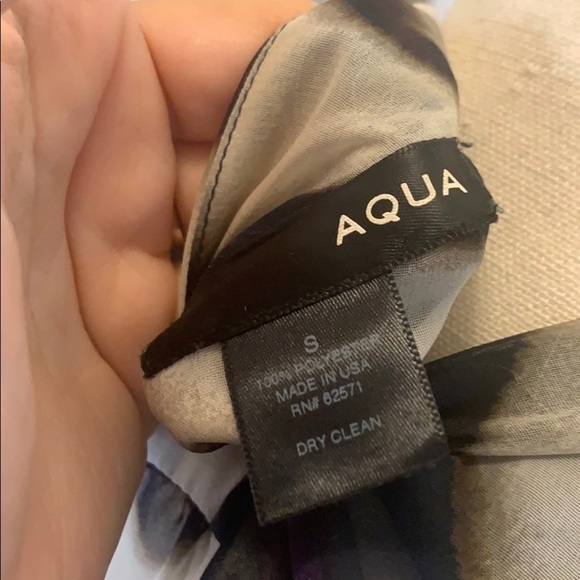 AQUA
S
100% POLYESTER
MADE IN USA
RN# 82571
DRY CLEAN